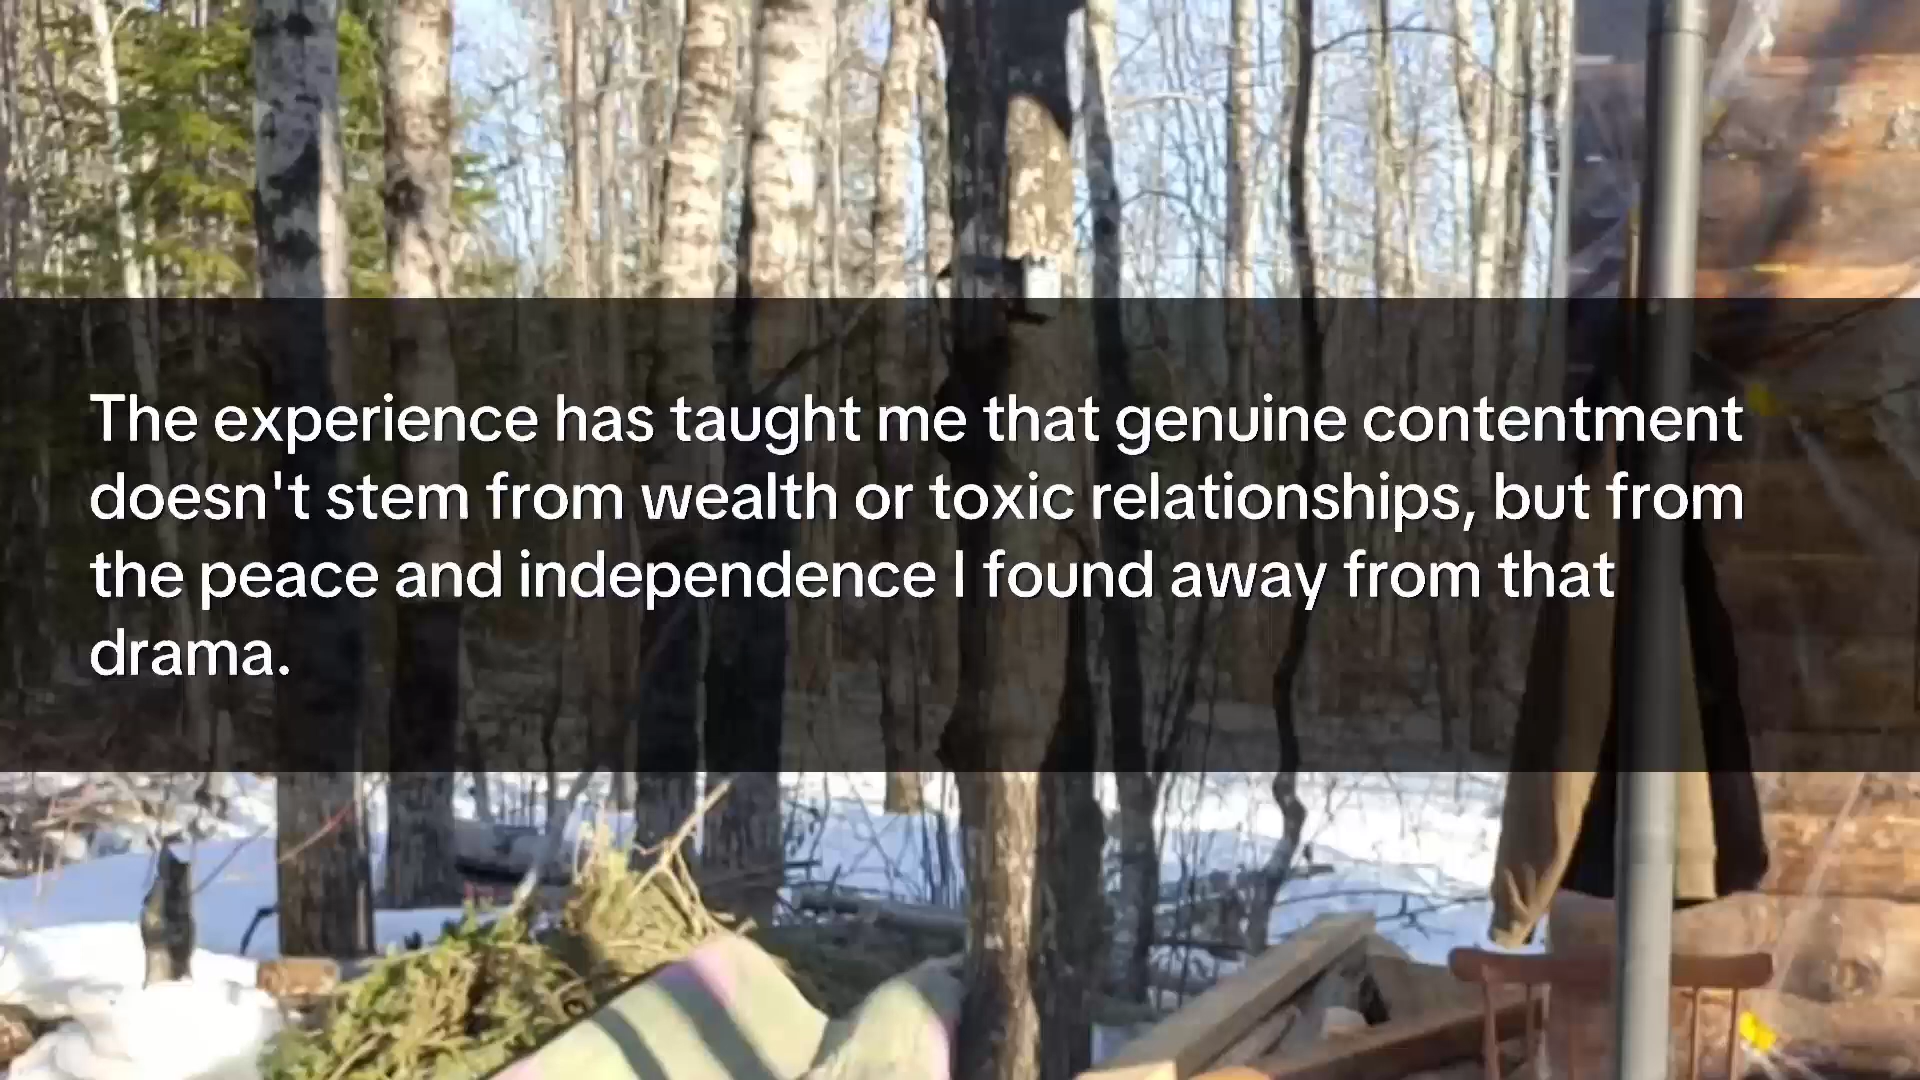 The experience has taught me that genuine contentment
doesn't stem from wealth or toxic relationships, but from
the peace and independence I found away from that
drama.